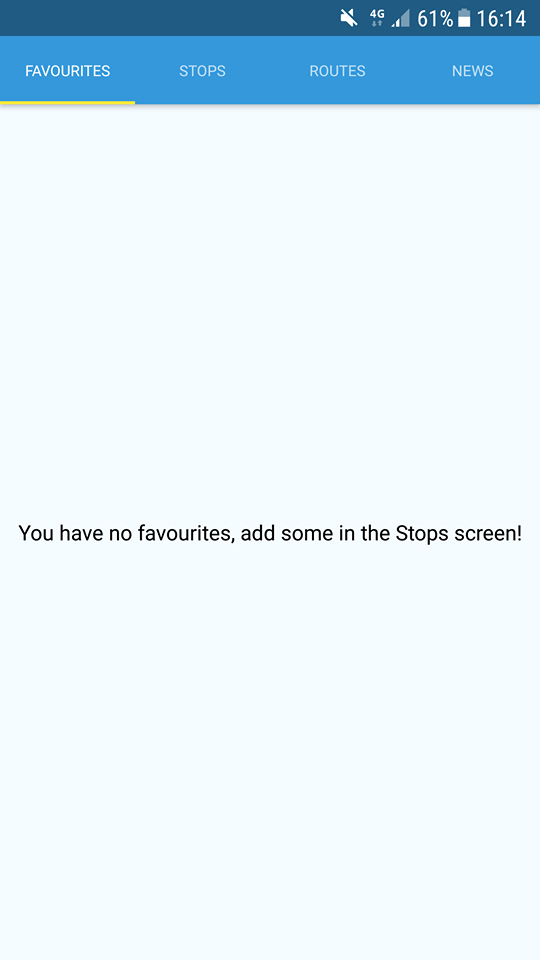 4G 61% 16:14
FAVOURITES STOPS ROUTES NEWS
You have no favourites, add some in the Stops screen!